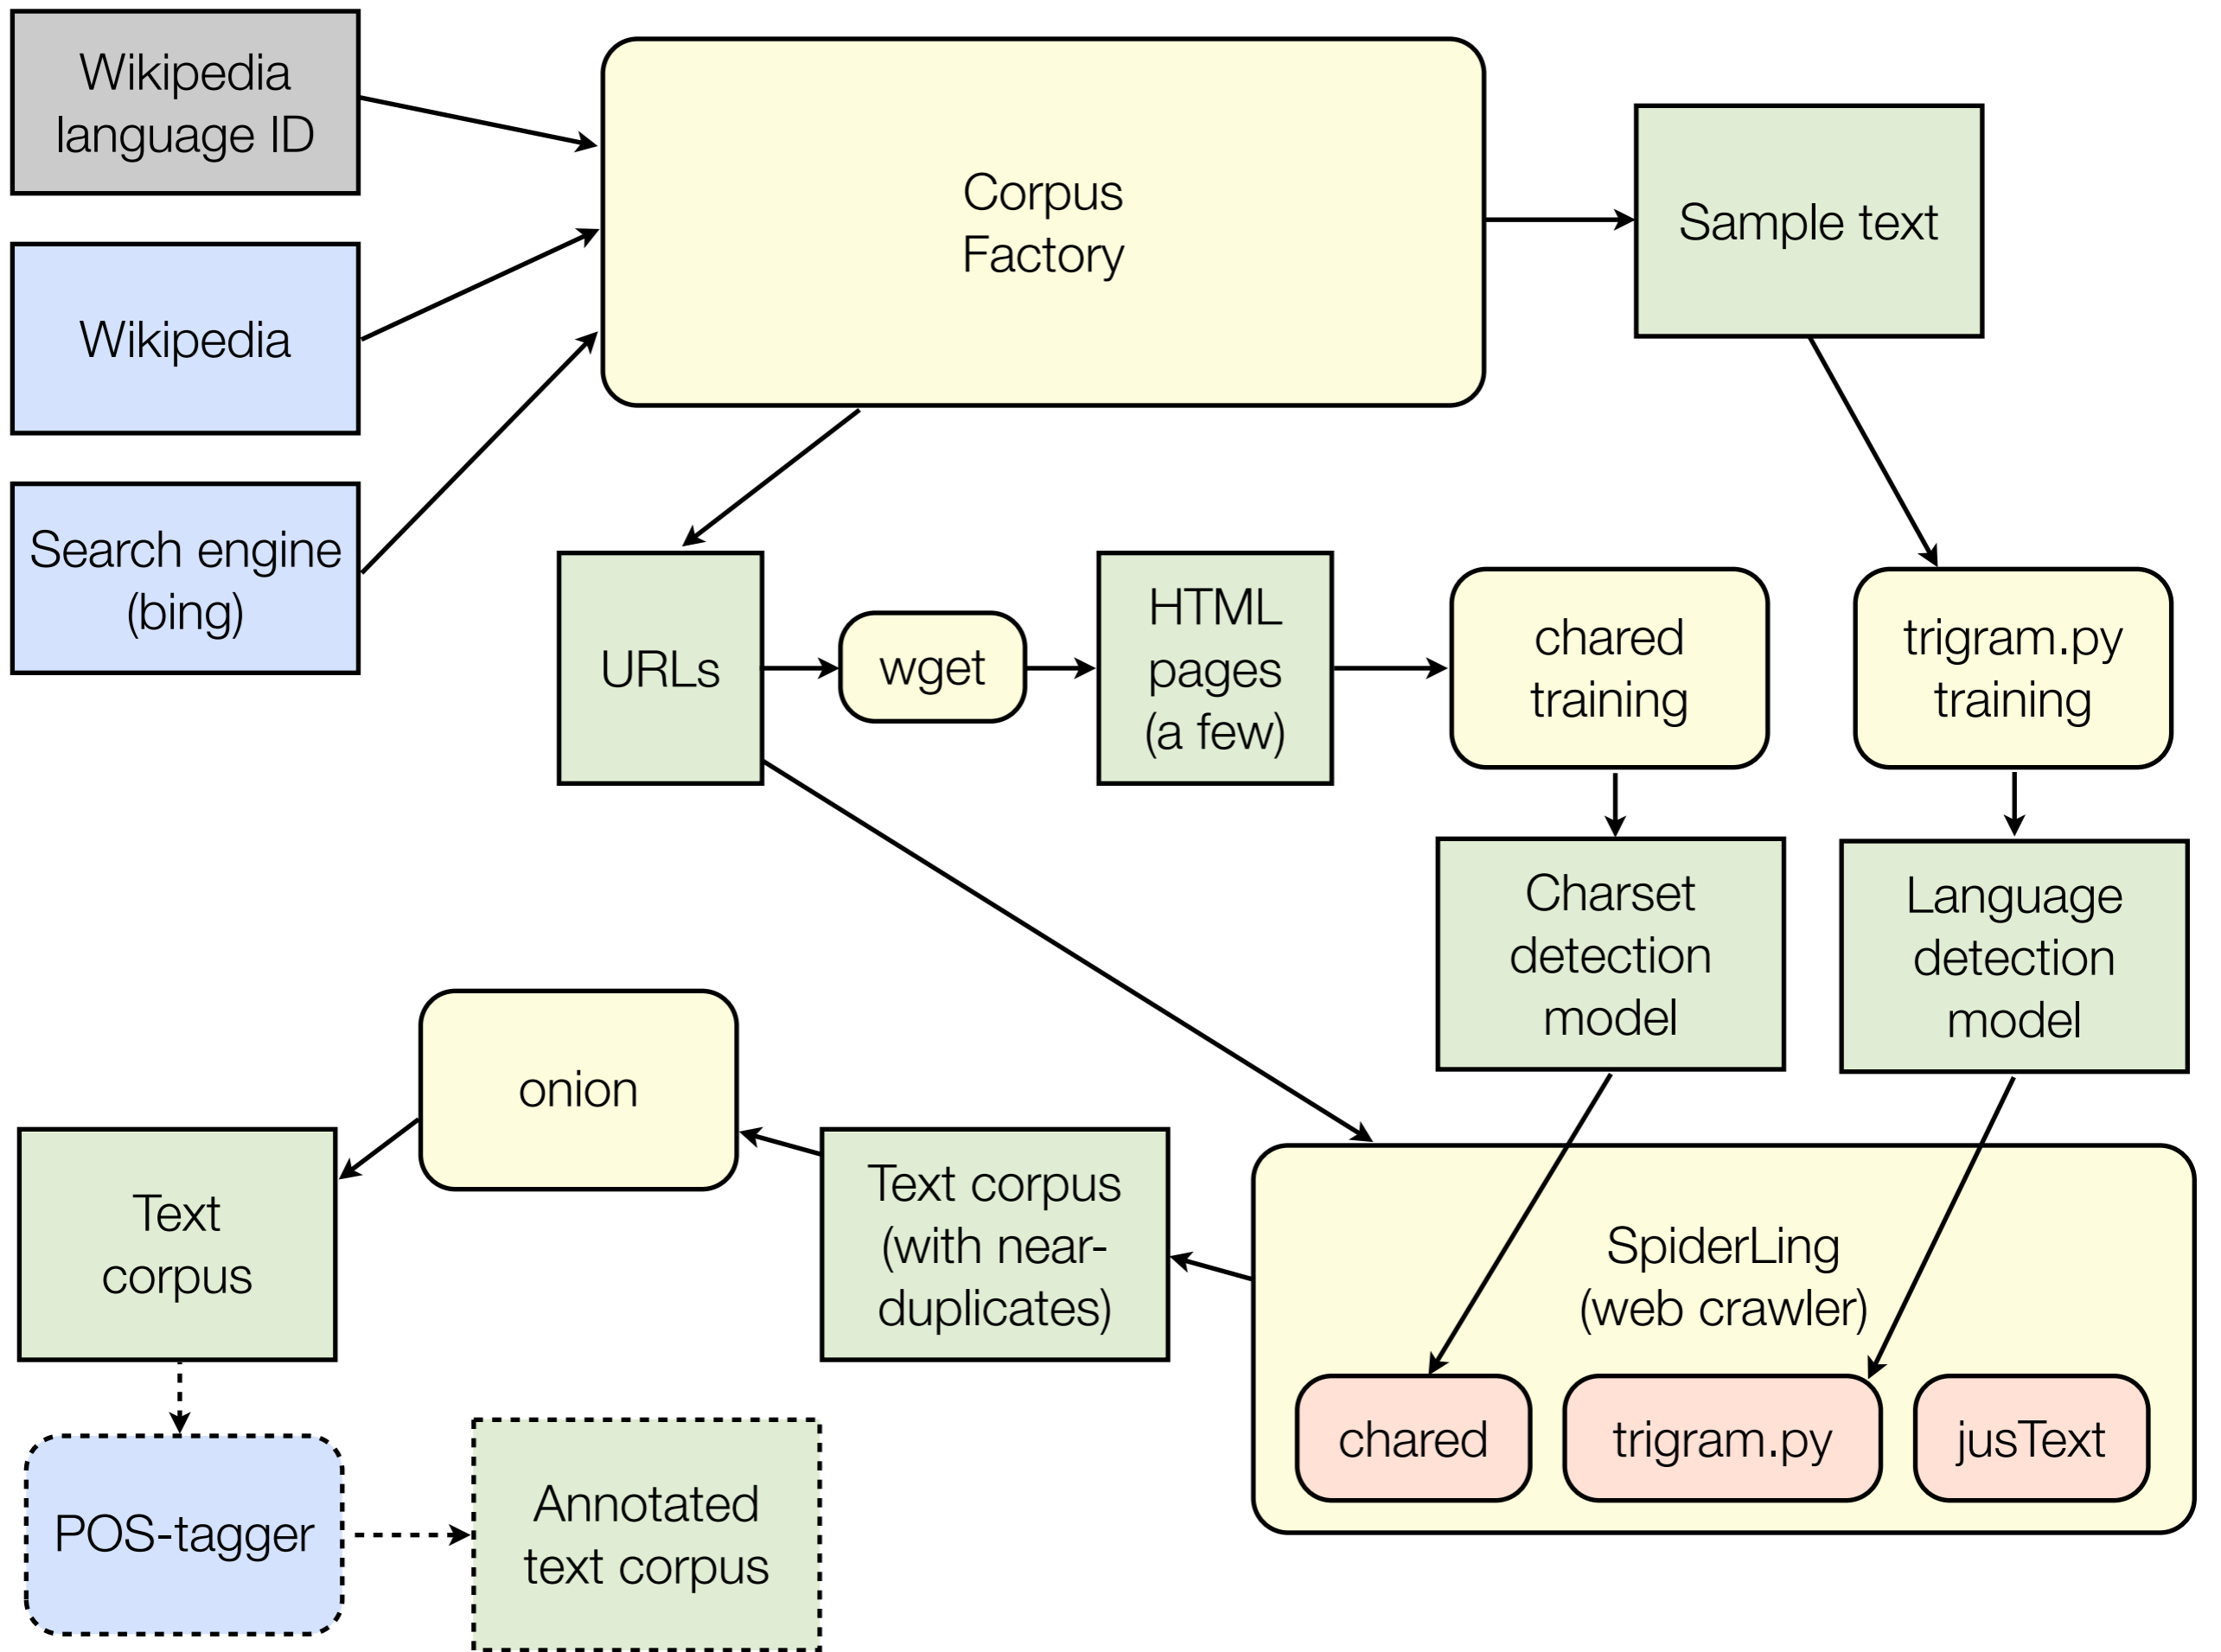 Wikipedia
language ID
Corpus
Factory
Sample text
Wikipedia
Search engine
(bing)
URLs
wget
HTML
pages
(a few)
chared
training
trigram.py
training
Charset
detection
model
Language
detection
model
onion
Text
corpus
Text corpus
(with near-
duplicates)
SpiderLing
(web crawler)
chared
trigram.py
jusText
POS-tagger
Annotated
text corpus